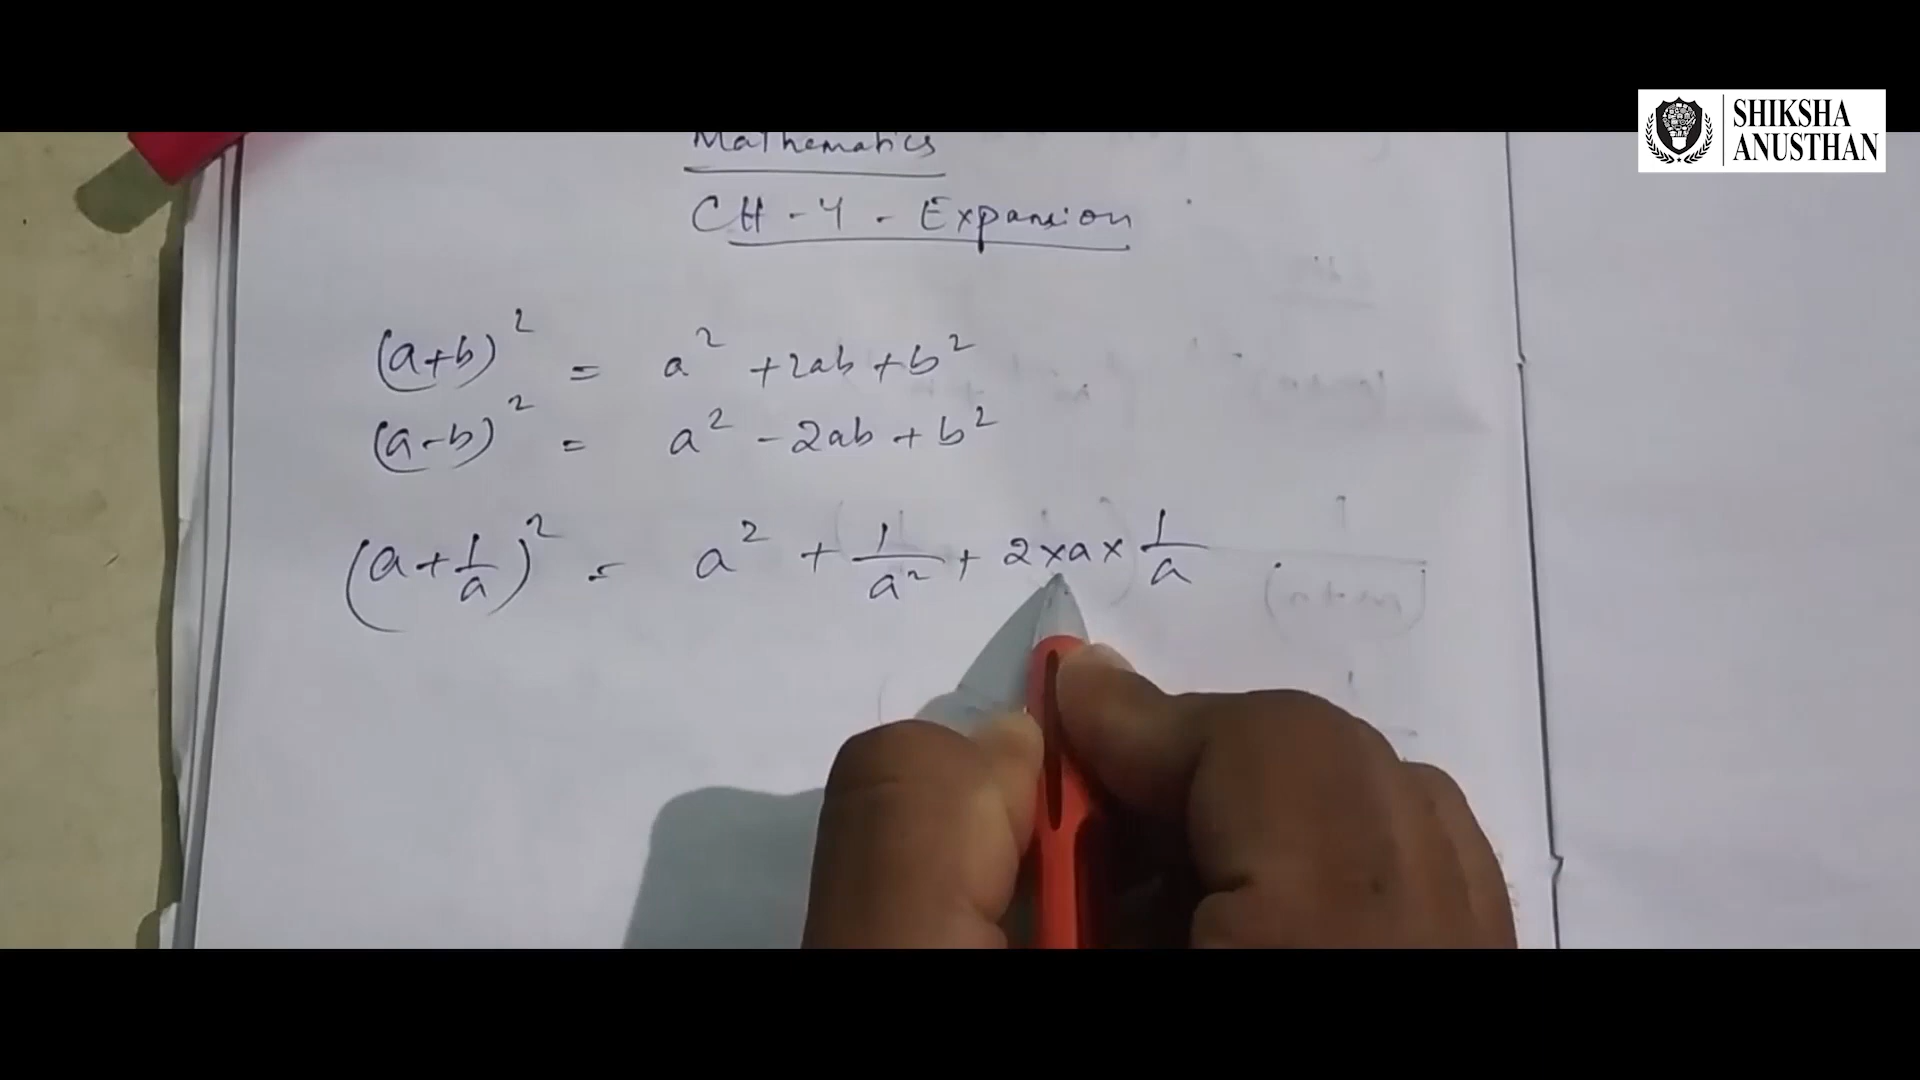 SHIKSHA
ANUSTHAN
Mathematics
CH-4 - Expansion
(a+b)² = a² +2ab+b²
(a-b)² = a² -2ab+b²
(a+1/a)² = a² + 1/a² + 2×a× 1/a